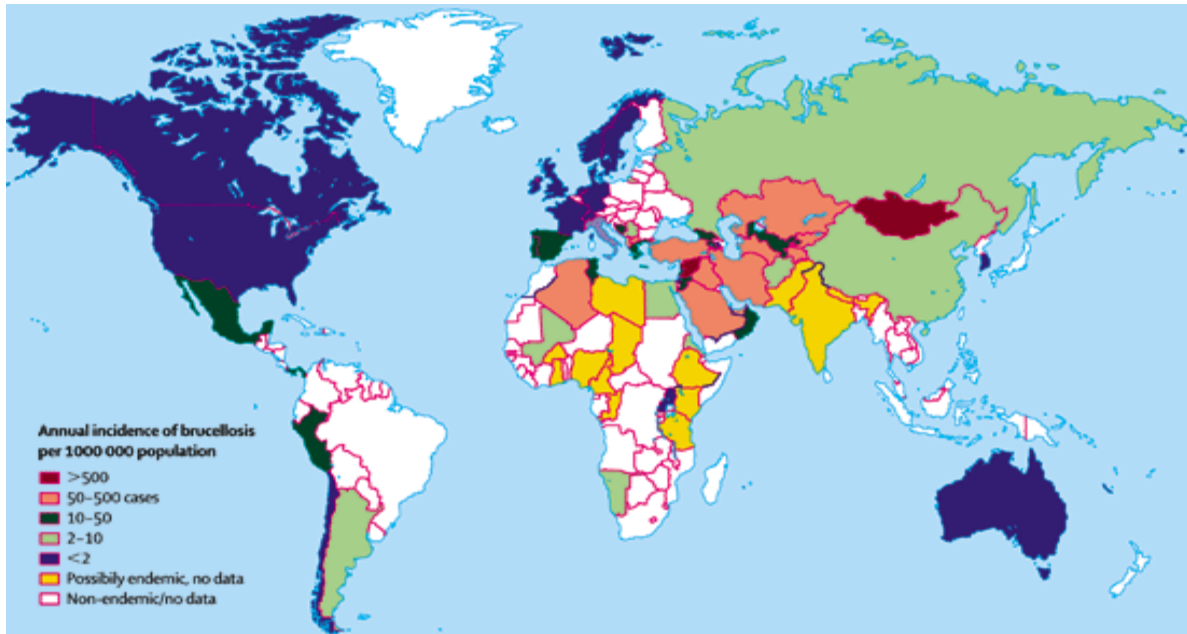 Annual incidence of brucellosis
per 1000 000 population
>500
50–500 cases
10–50
2–10
<2
Possibily endemic, no data
Non-endemic/no data